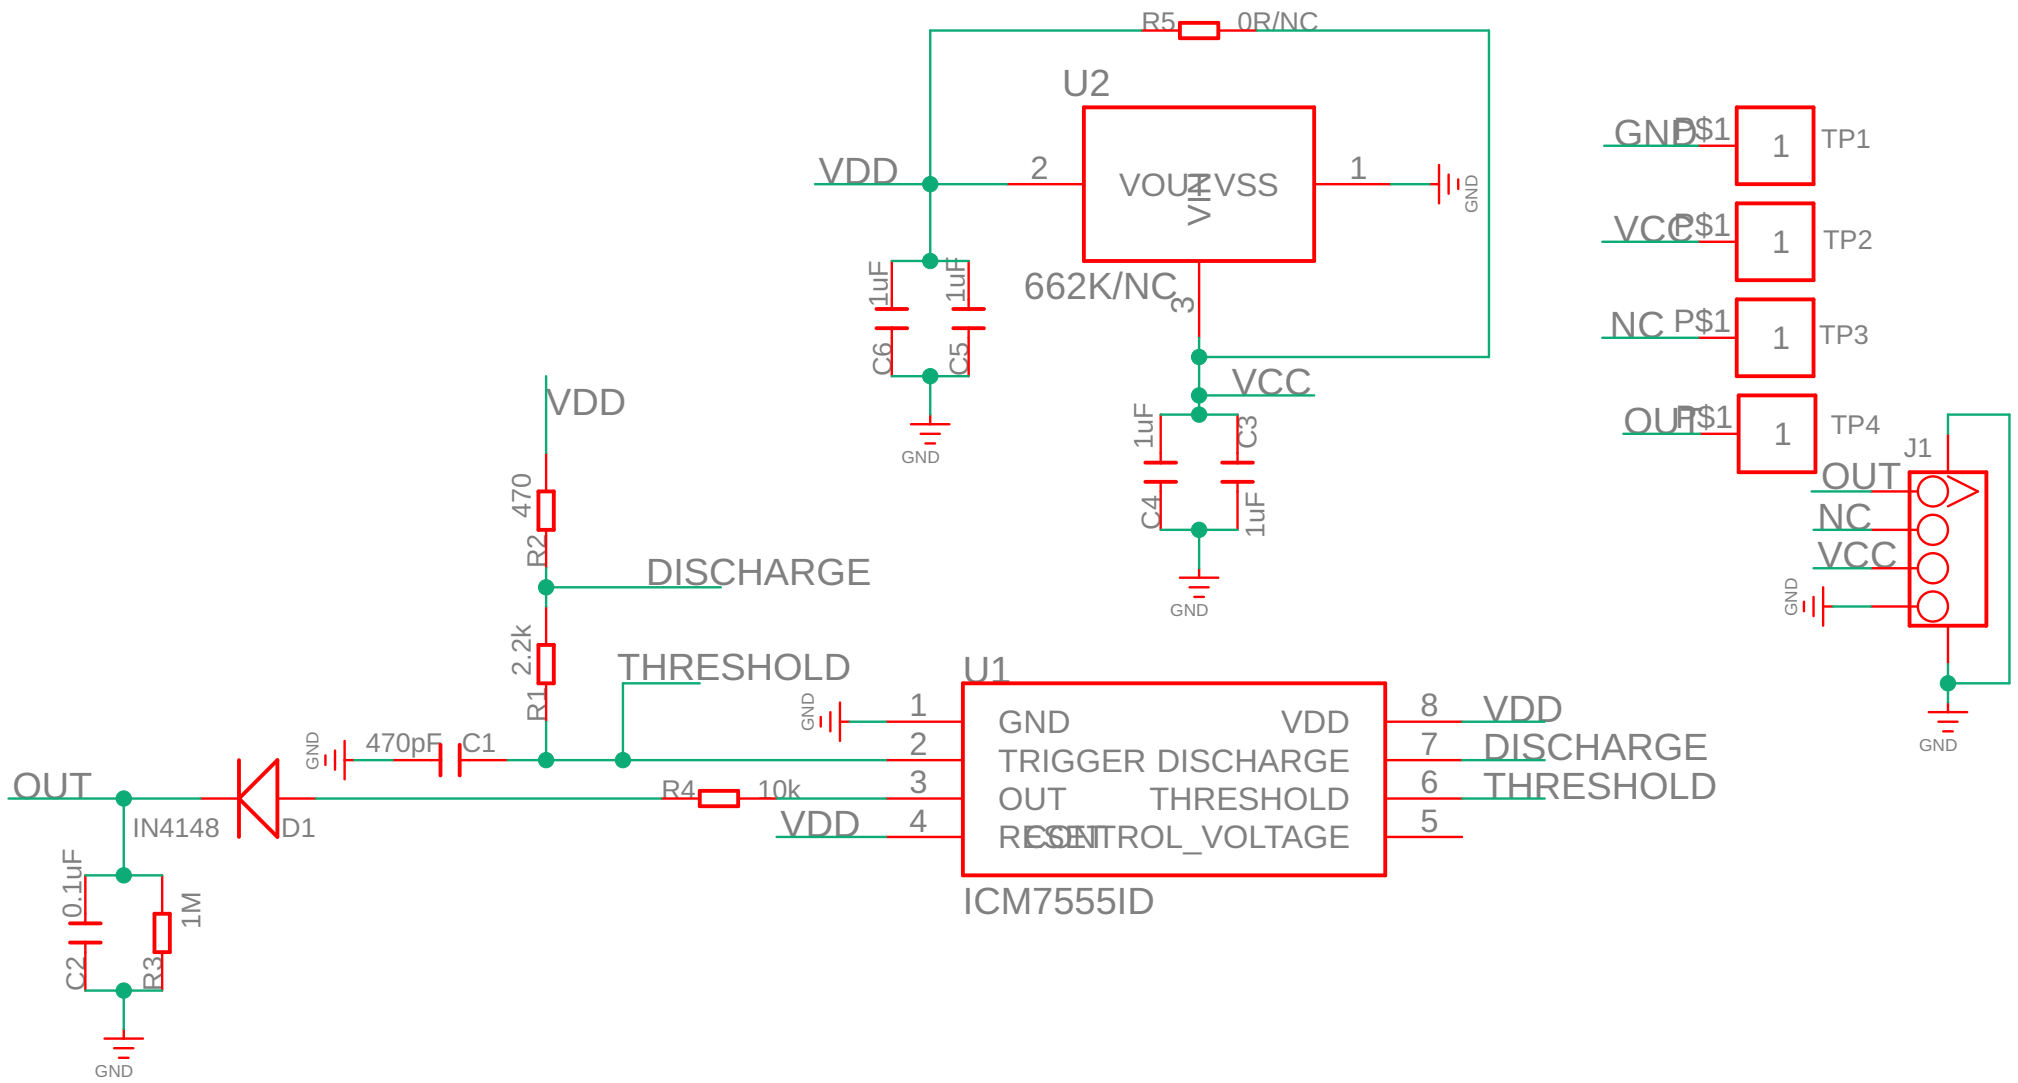 R5
0R/NC
U2
VDD
2
VOUT
VIN
VSS
1
GND
662K/NC
3
1uF
C6
1uF
C5
GND
VCC
1uF
C4
C3
1uF
GND
GND
P$1
1
TP1
VCC
P$1
1
TP2
NC
P$1
1
TP3
OUT
P$1
1
TP4
J1
OUT
NC
VCC
GND
GND
VDD
470
R2
DISCHARGE
2.2k
R1
THRESHOLD
GND
470pF
C1
OUT
IN4148
D1
R4
10k
VDD
0.1uF
C2
1M
R3
GND
U1
GND
1
GND
VDD
8
VDD
2
TRIGGER
DISCHARGE
7
DISCHARGE
3
OUT
THRESHOLD
6
THRESHOLD
4
RESET
CONTROL_VOLTAGE
5
ICM7555ID